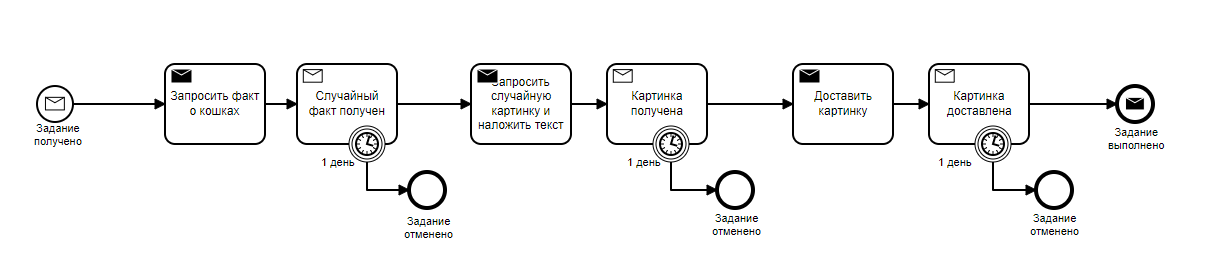 Задание
получено
Запросить факт
о кошках
Случайный
факт получен
1 день
Задание
отменено
Запросить
случайную
картинку и
наложить текст
Картинка
получена
1 день
Задание
отменено
Доставить
картинку
Картинка
доставлена
1 день
Задание
отменено
Задание
выполнено